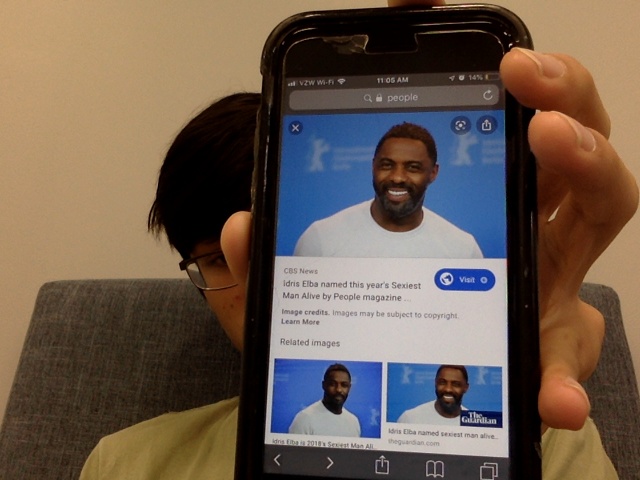 VZW Wi-Fi 11:05 AM 14%
people
CBS News
Idris Elba named this year's Sexiest
Man Alive by People magazine ...
Visit
Image credits. Images may be subject to copyright.
Learn More
Related images
The
Guardian
Idris Elba is 2018's Sexiest Man Ali...
Idris Elba named sexiest man alive...
theguardian.com